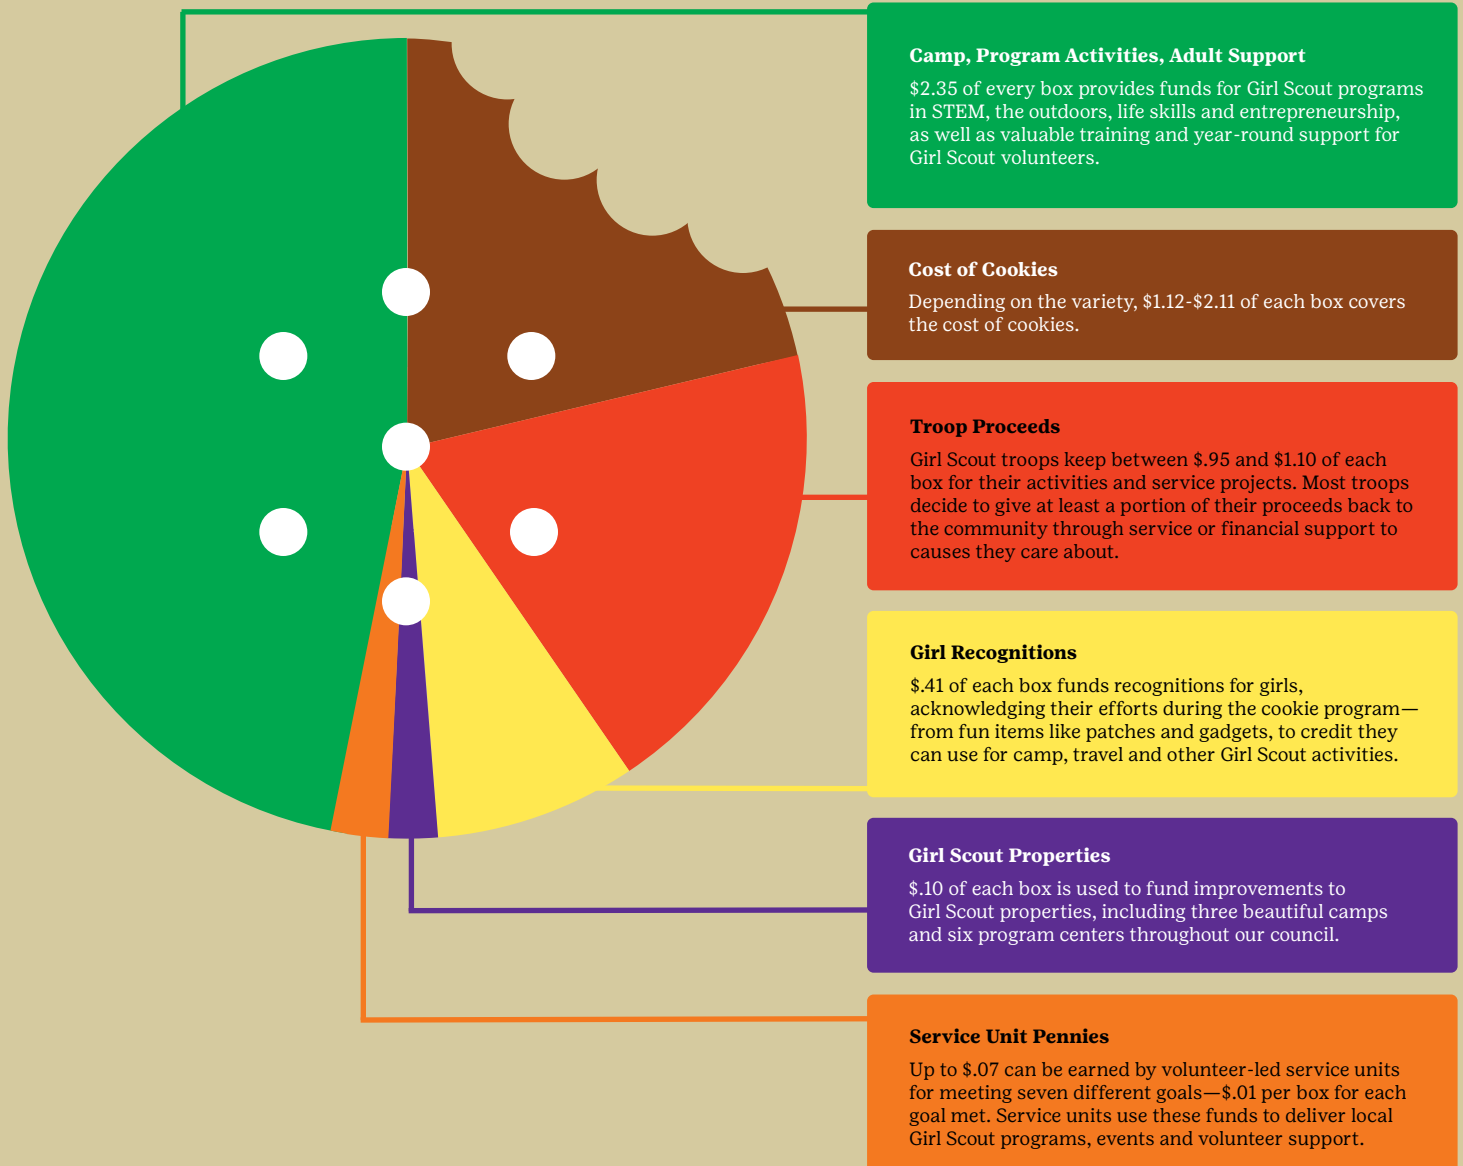 Camp, Program Activities, Adult Support
$2.35 of every box provides funds for Girl Scout programs
in STEM, the outdoors, life skills and entrepreneurship,
as well as valuable training and year-round support for
Girl Scout volunteers.
Cost of Cookies
Depending on the variety, $1.12-$2.11 of each box covers
the cost of cookies.
Troop Proceeds
Girl Scout troops keep between $.95 and $1.10 of each
box for their activities and service projects. Most troops
decide to give at least a portion of their proceeds back to
the community through service or financial support to
causes they care about.
Girl Recognitions
$.41 of each box funds recognitions for girls,
acknowledging their efforts during the cookie program—
from fun items like patches and gadgets, to credit they
can use for camp, travel and other Girl Scout activities.
Girl Scout Properties
$.10 of each box is used to fund improvements to
Girl Scout properties, including three beautiful camps
and six program centers throughout our council.
Service Unit Pennies
Up to $.07 can be earned by volunteer-led service units
for meeting seven different goals—$.01 per box for each
goal met. Service units use these funds to deliver local
Girl Scout programs, events and volunteer support.